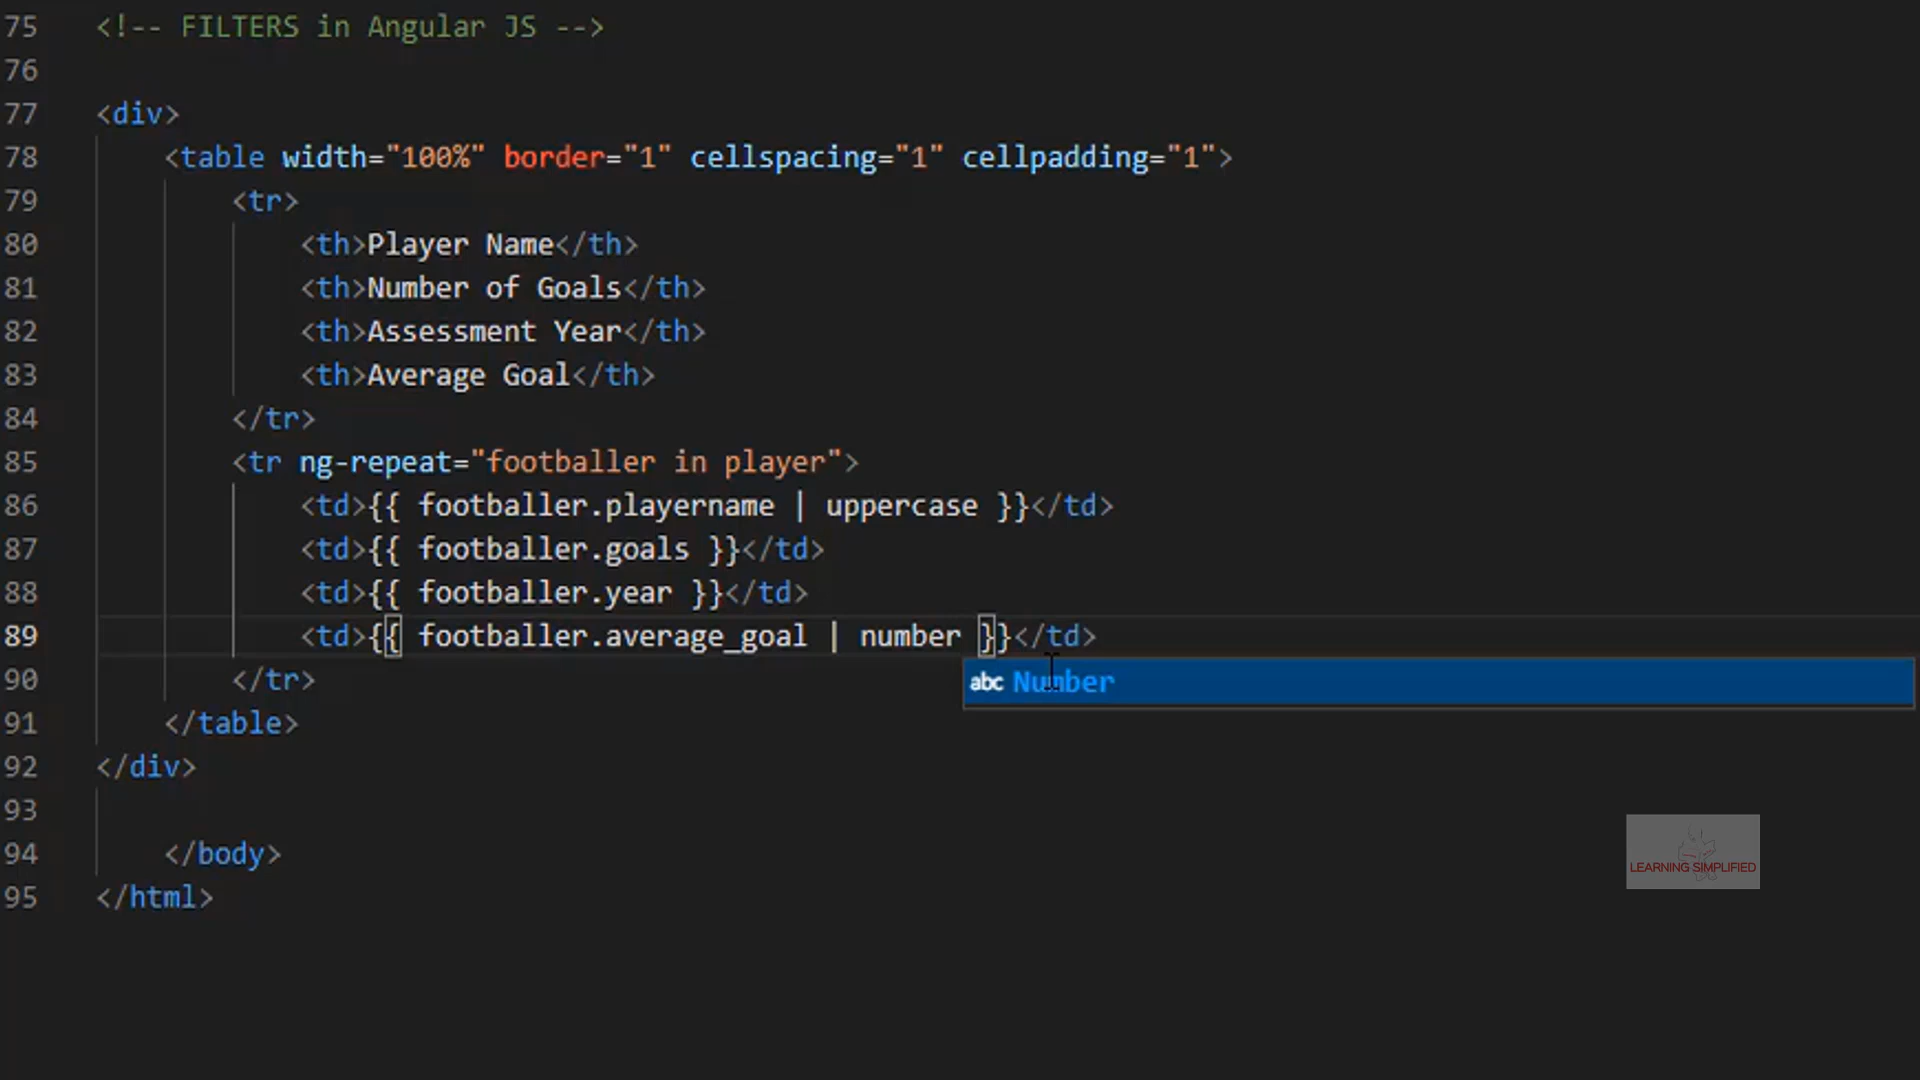 75 <!-- FILTERS in Angular JS -->
76
77 <div>
78 <table width="100%" border="1" cellspacing="1" cellpadding="1">
79 <tr>
80 <th>Player Name</th>
81 <th>Number of Goals</th>
82 <th>Assessment Year</th>
83 <th>Average Goal</th>
84 </tr>
85 <tr ng-repeat="footballer in player">
86 <td>{{ footballer.playername | uppercase }}</td>
87 <td>{{ footballer.goals }}</td>
88 <td>{{ footballer.year }}</td>
89 <td>{{ footballer.average_goal | number }}</td>
abc Number
90 </tr>
91 </table>
92 </div>
93
94 </body>
95 </html>
LEARNING SIMPLIFIED